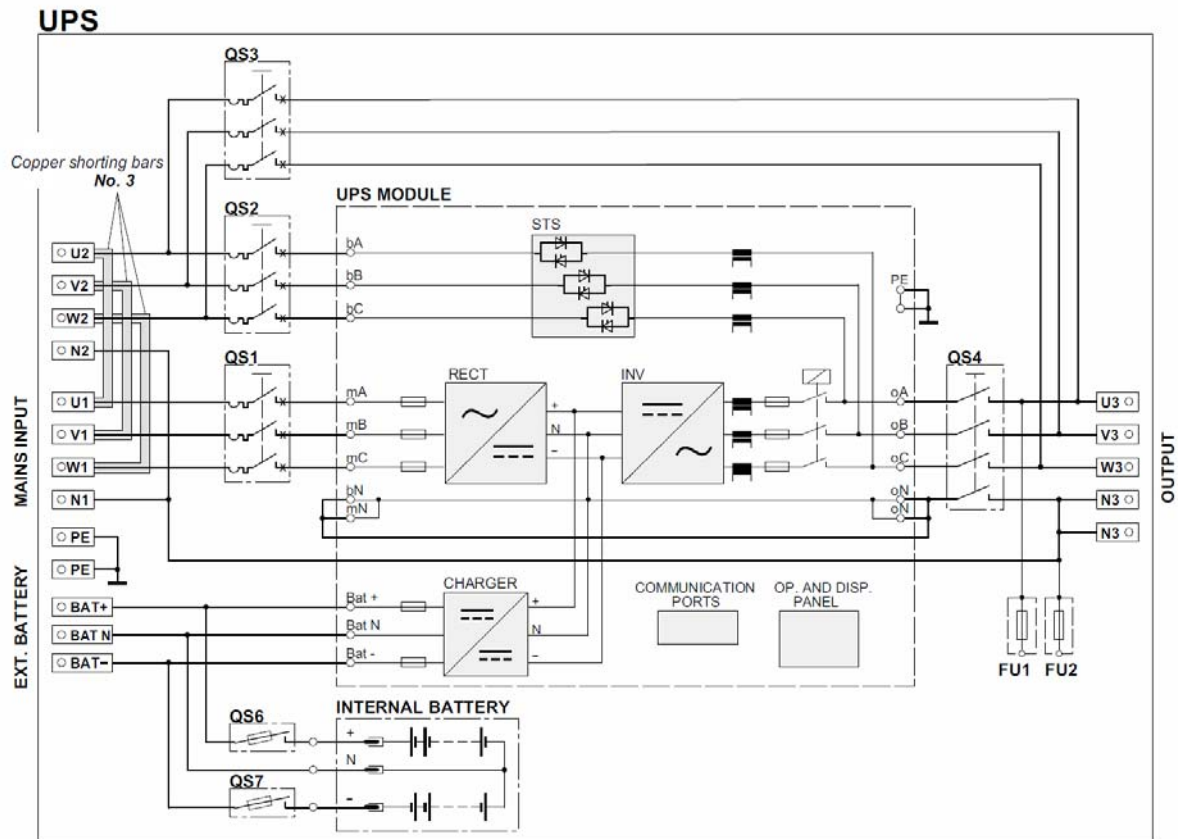 UPS
QS3
Copper shorting bars
No. 3
UPS MODULE
QS2
STS
U2
bA
V2
bB
PE
W2
bC
N2
QS1
RECT
INV
QS4
U1
mA
+
oA
U3
V1
mB
N
oB
V3
W1
mC
−
oC
W3
N1
bN
oN
N3
mN
oN
N3
PE
PE
MAINS INPUT
OUTPUT
CHARGER
COMMUNICATION
PORTS
OP. AND DISP.
PANEL
BAT+
Bat +
+
BAT N
Bat N
N
BAT−
Bat -
−
EXT. BATTERY
FU1
FU2
INTERNAL BATTERY
QS6
+
N
QS7
-